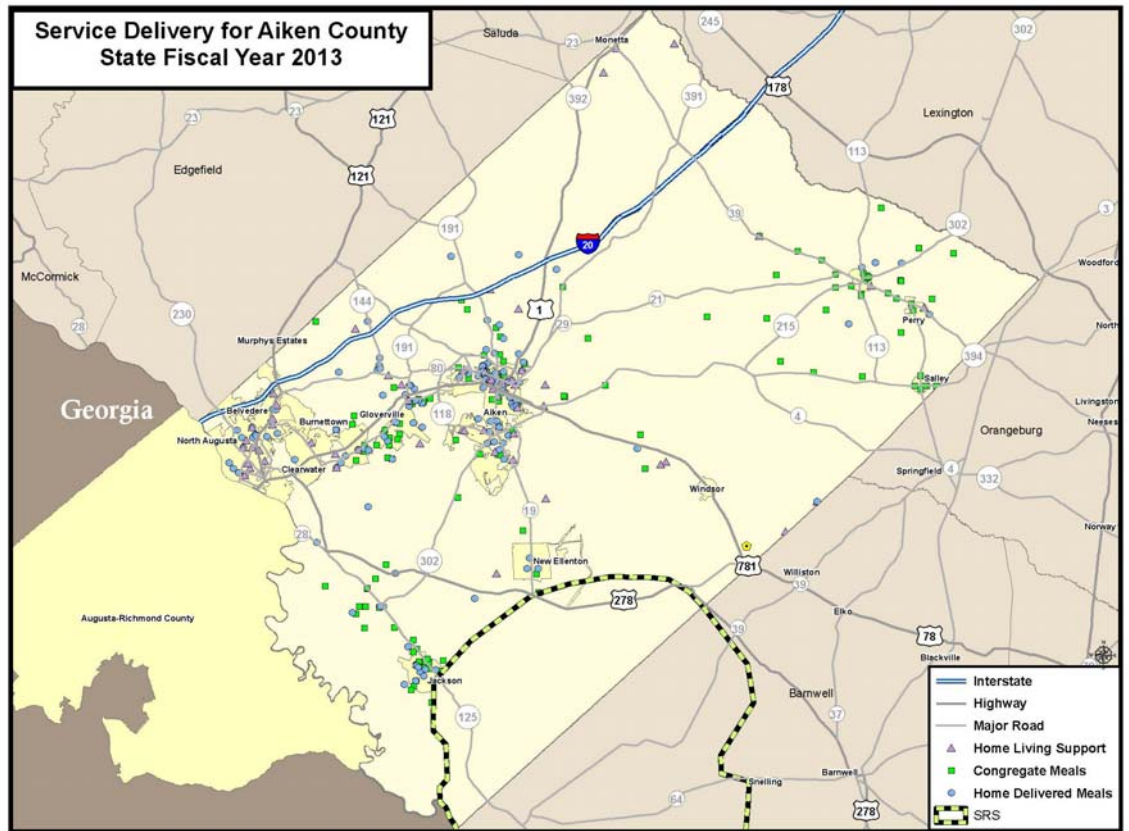 Service Delivery for Aiken County
State Fiscal Year 2013
Saluda
23
Monetta
245
302
392
391
178
Lexington
23
23
121
Edgefield
121
113
39
302
3
191
20
McCormick
Woodford
28
230
144
1
21
29
215
Perry
North
Murphys Estates
191
113
394
80
Salley
Georgia
Belvedere
Burnettown
Gloverville
118
Aiken
4
Livingston
Neeses
North Augusta
Orangeburg
Clearwater
Springfield
4
332
Windsor
19
Norway
28
302
New Ellenton
781
Williston
39
278
Elko
Augusta-Richmond County
39
78
Blackville
Jackson
Barnwell
125
37
Snelling
Barnwell
64
278
Interstate
Highway
Major Road
Home Living Support
Congregate Meals
Home Delivered Meals
SRS